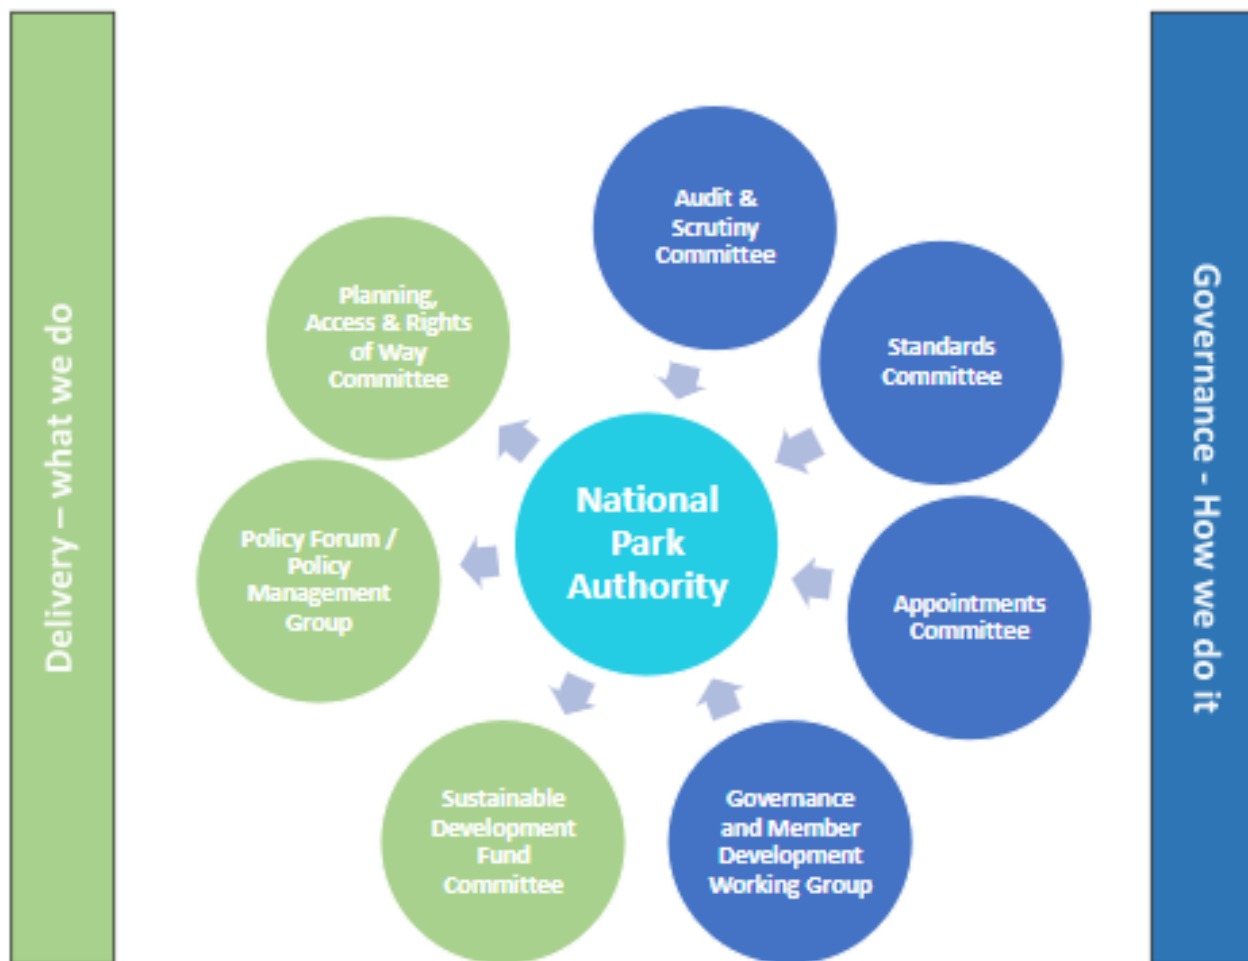 Delivery – what we do
Audit &
Scrutiny
Committee
Planning,
Access & Rights
of Way
Committee
Standards
Committee
National
Park
Authority
Policy Forum /
Policy
Management
Group
Appointments
Committee
Sustainable
Development
Fund
Committee
Governance
and Member
Development
Working Group
Governance - How we do it